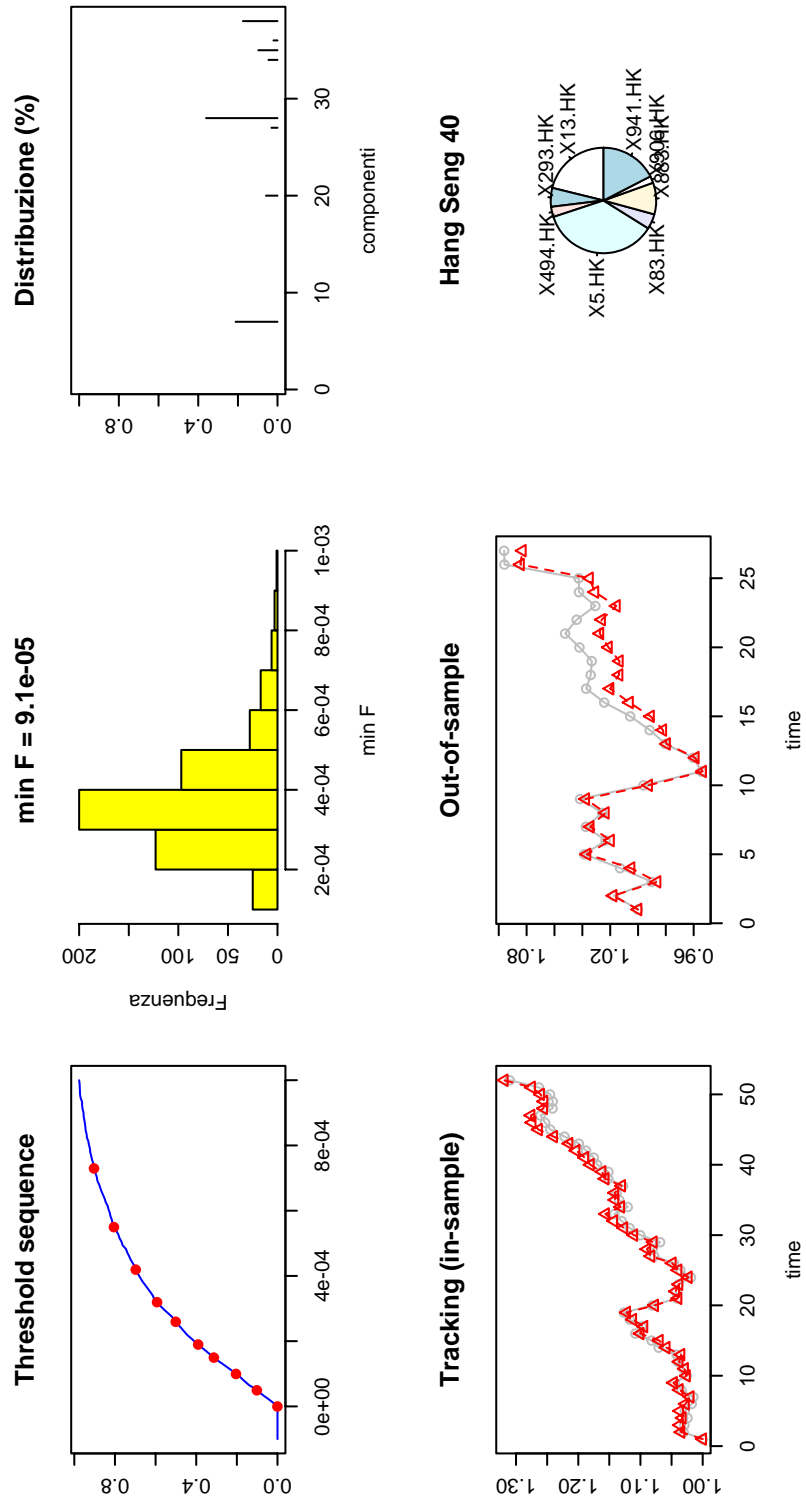 Threshold sequence
0.8
0.4
0.0
0e+00 4e-04 8e-04
min F = 9.1e-05
Frequenza
200
100
50
0
2e-04 4e-04 6e-04 8e-04 1e-03
min F
Distribuzione (%)
0.8
0.4
0.0
0 10 20 30
componenti
Tracking (in-sample)
1.30
1.20
1.10
1.00
0 10 20 30 40 50
time
Out-of-sample
1.08
1.02
0.96
0 5 10 15 20 25
time
Hang Seng 40
X13.HK
X293.HK
X494.HK
X5.HK
X83.HK
X941.HK